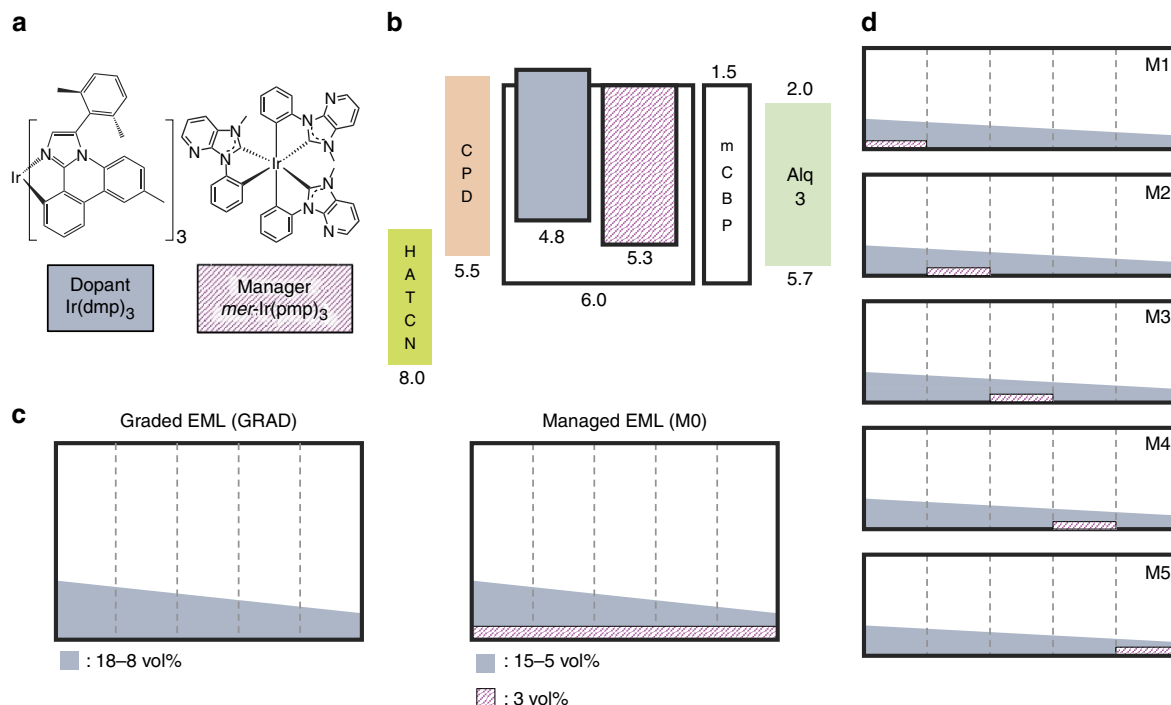 a
N
N
Ir
3
N
N
N
N
Ir
N
N
N
N
N
Dopant
Ir(dmp)3
Manager
mer-Ir(pmp)3
b
H
A
T
C
N
8.0
C
P
D
5.5
4.8
5.3
6.0
1.5
m
C
B
P
2.0
Alq
3
5.7
c
Graded EML (GRAD)
: 18–8 vol%
Managed EML (M0)
: 15–5 vol%
: 3 vol%
d
M1
M2
M3
M4
M5